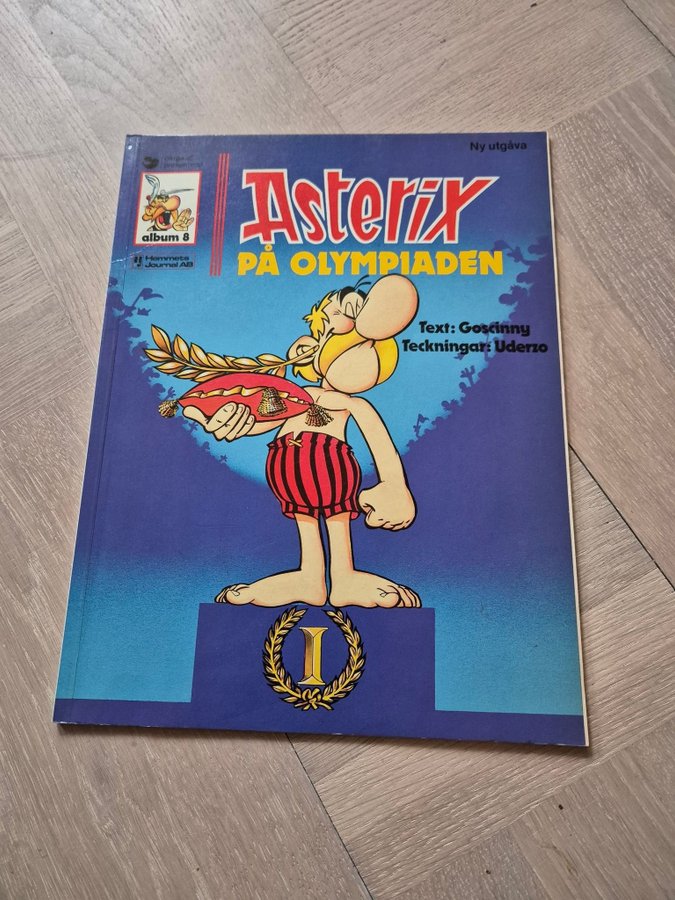 Ny utgåva
album 8
Hemmets
Journal AB
Asterix
PÅ OLYMPIADEN
Text: Goscinny
Teckningar: Uderzo
I